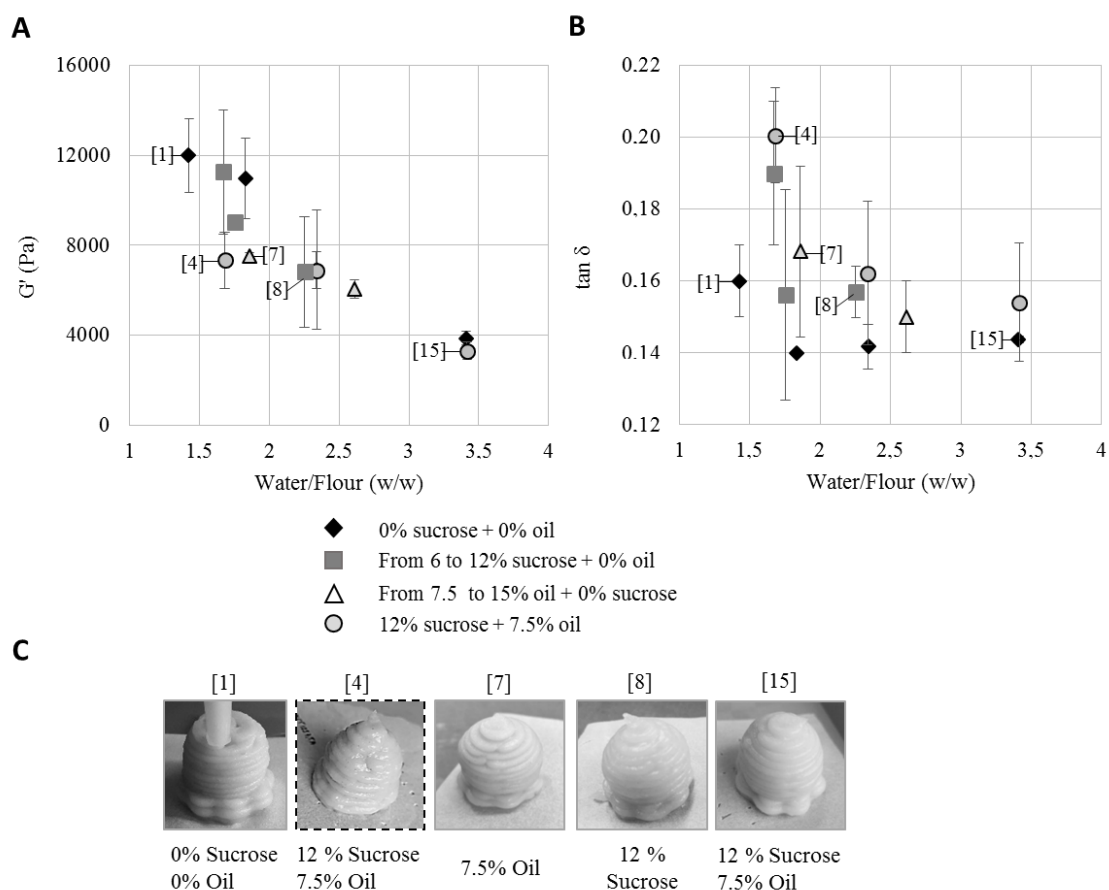 A
B
16000
12000
8000
4000
0
G' (Pa)
1
1,5
2
2,5
3
3,5
4
Water/Flour (w/w)
[1]
[4]
[7]
[8]
[15]
0.22
0.20
0.18
0.16
0.14
0.12
tan δ
1
1,5
2
2,5
3
3,5
4
Water/Flour (w/w)
[4]
[1]
[7]
[8]
[15]
0% sucrose + 0% oil
From 6 to 12% sucrose + 0% oil
From 7.5 to 15% oil + 0% sucrose
12% sucrose + 7.5% oil
C
[1]
[4]
[7]
[8]
[15]
0% Sucrose
0% Oil
12 % Sucrose
7.5% Oil
7.5% Oil
12 %
Sucrose
12 % Sucrose
7.5% Oil